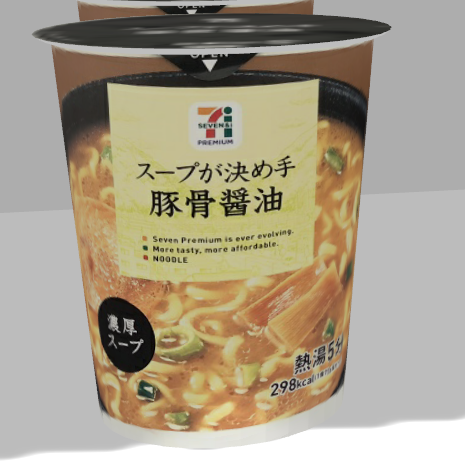 OPEN
SEVEN&i
PREMIUM
スープが決め手
豚骨醤油
Seven Premium is ever evolving.
More tasty, more affordable.
NOODLE
濃厚
スープ
熱湯5分
298kcal